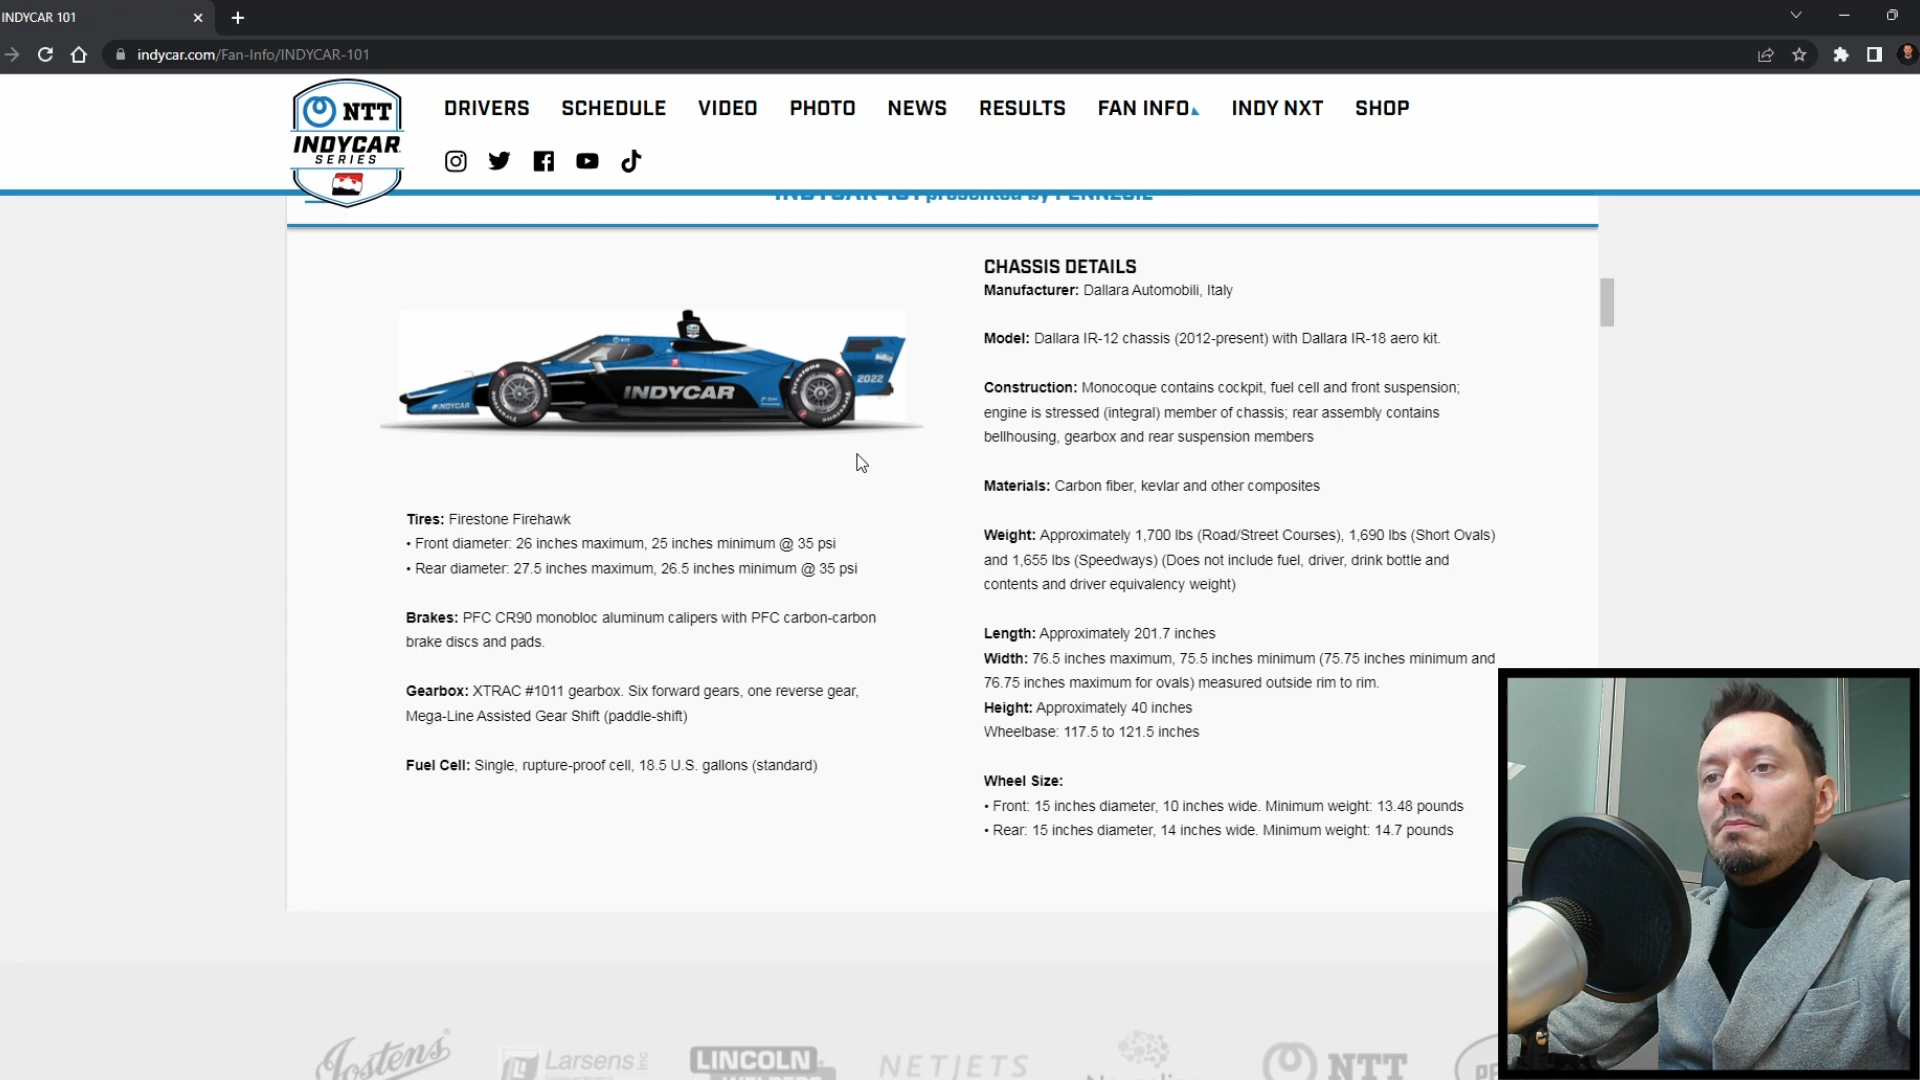 INDYCAR 101
indycar.com/Fan-Info/INDYCAR-101
NTT
INDYCAR
SERIES
DRIVERS SCHEDULE VIDEO PHOTO NEWS RESULTS FAN INFO INDY NXT SHOP
INDYCAR 101 presented by PENNZOIL
INDYCAR
INDYCAR
2022
Firestone
Firestone
Tires: Firestone Firehawk
• Front diameter: 26 inches maximum, 25 inches minimum @ 35 psi
• Rear diameter: 27.5 inches maximum, 26.5 inches minimum @ 35 psi
Brakes: PFC CR90 monobloc aluminum calipers with PFC carbon-carbon
brake discs and pads.
Gearbox: XTRAC #1011 gearbox. Six forward gears, one reverse gear,
Mega-Line Assisted Gear Shift (paddle-shift)
Fuel Cell: Single, rupture-proof cell, 18.5 U.S. gallons (standard)
CHASSIS DETAILS
Manufacturer: Dallara Automobili, Italy
Model: Dallara IR-12 chassis (2012-present) with Dallara IR-18 aero kit.
Construction: Monocoque contains cockpit, fuel cell and front suspension;
engine is stressed (integral) member of chassis; rear assembly contains
bellhousing, gearbox and rear suspension members
Materials: Carbon fiber, kevlar and other composites
Weight: Approximately 1,700 lbs (Road/Street Courses), 1,690 lbs (Short Ovals)
and 1,655 lbs (Speedways) (Does not include fuel, driver, drink bottle and
contents and driver equivalency weight)
Length: Approximately 201.7 inches
Width: 76.5 inches maximum, 75.5 inches minimum (75.75 inches minimum and
76.75 inches maximum for ovals) measured outside rim to rim.
Height: Approximately 40 inches
Wheelbase: 117.5 to 121.5 inches
Wheel Size:
• Front: 15 inches diameter, 10 inches wide. Minimum weight: 13.48 pounds
• Rear: 15 inches diameter, 14 inches wide. Minimum weight: 14.7 pounds
Jostens Larsens Inc LINCOLN NETJETS NTT